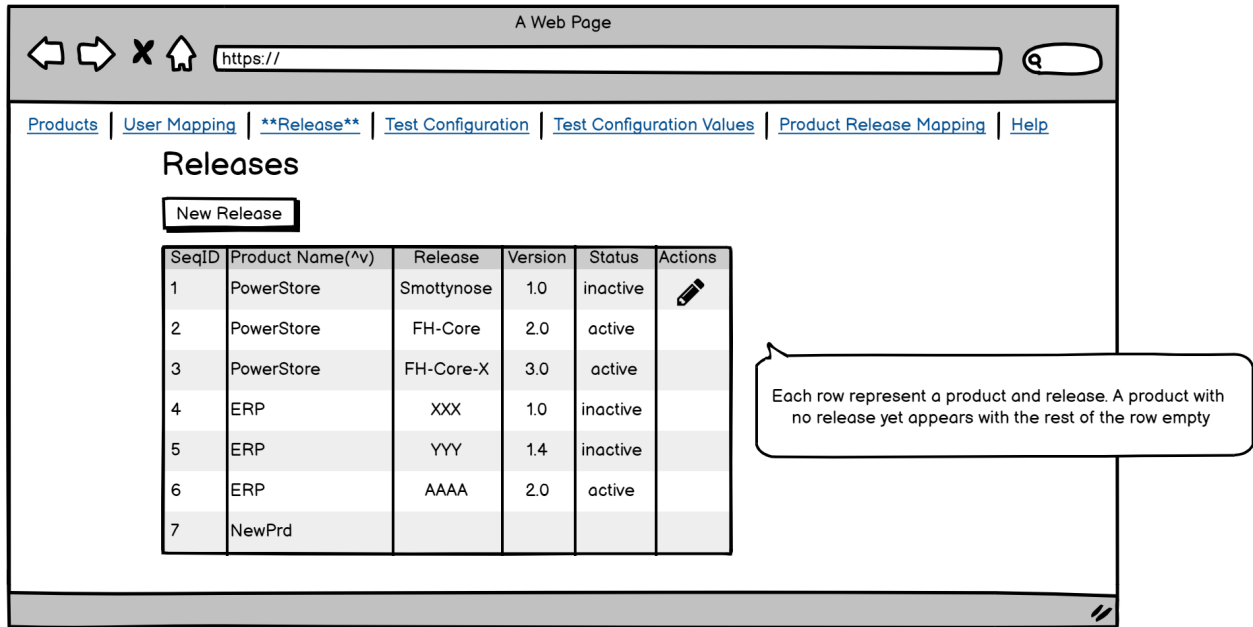 A Web Page
https://
Products | User Mapping | **Release** | Test Configuration | Test Configuration Values | Product Release Mapping | Help
Releases
New Release
SeqID Product Name(^v) Release Version Status Actions
1 PowerStore Smottynose 1.0 inactive
2 PowerStore FH-Core 2.0 active
3 PowerStore FH-Core-X 3.0 active
4 ERP XXX 1.0 inactive
5 ERP YYY 1.4 inactive
6 ERP AAAA 2.0 active
7 NewPrd
Each row represent a product and release. A product with
no release yet appears with the rest of the row empty